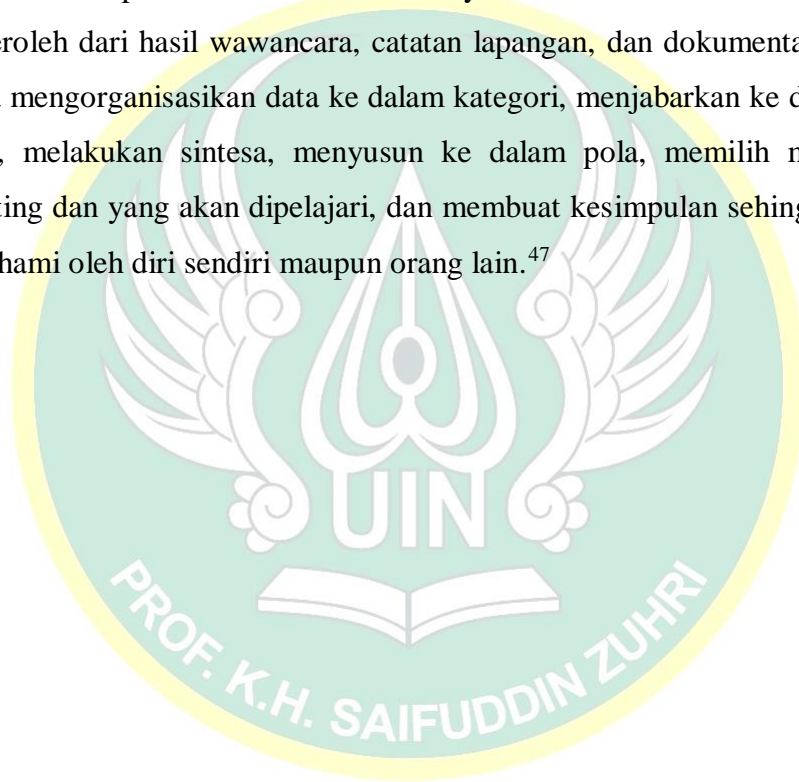 eroleh dari hasil wawancara, catatan lapangan, dan dokumenta
mengorganisasikan data ke dalam kategori, menjabarkan ke d
, melakukan sintesa, menyusun ke dalam pola, memilih m
ting dan yang akan dipelajari, dan membuat kesimpulan sehing
hami oleh diri sendiri maupun orang lain.47
UIN
PROF. K.H. SAIFUDDIN ZUHRI